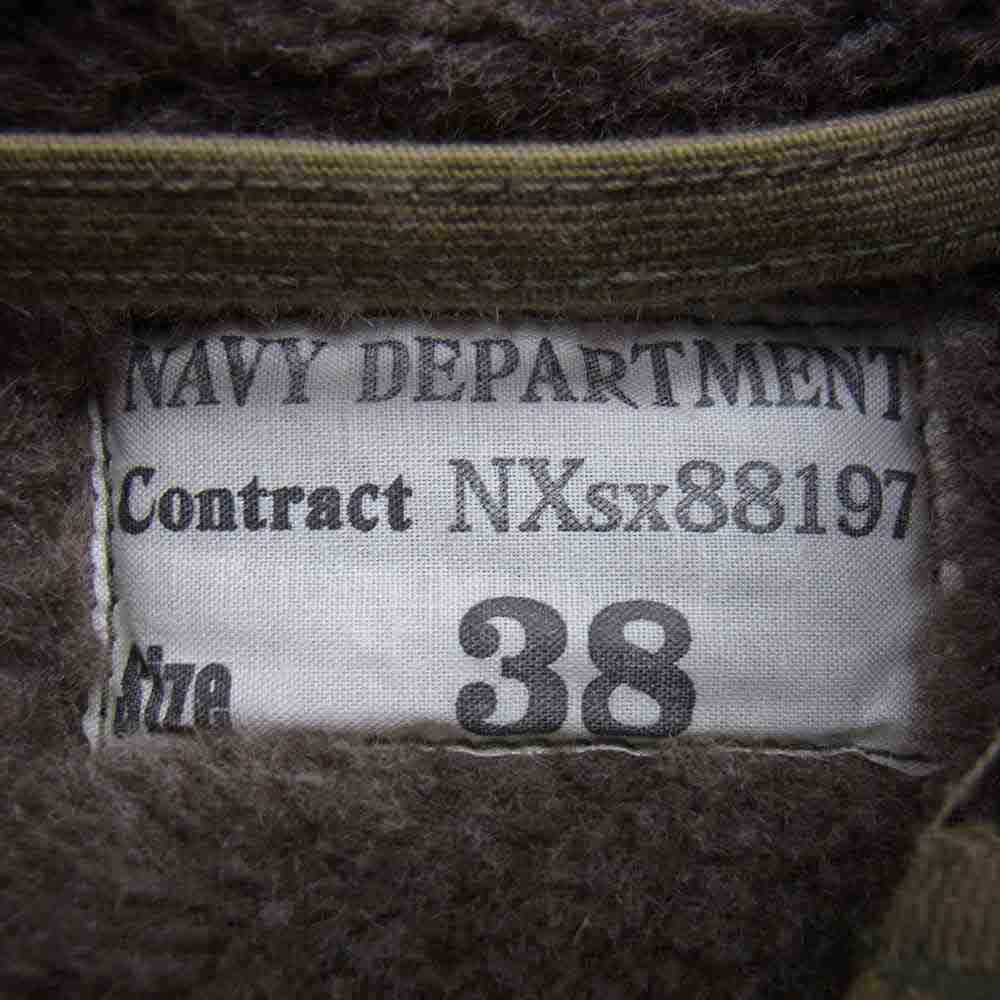 NAVY DEPARTMENT
Contract NXsx88197
Size 38